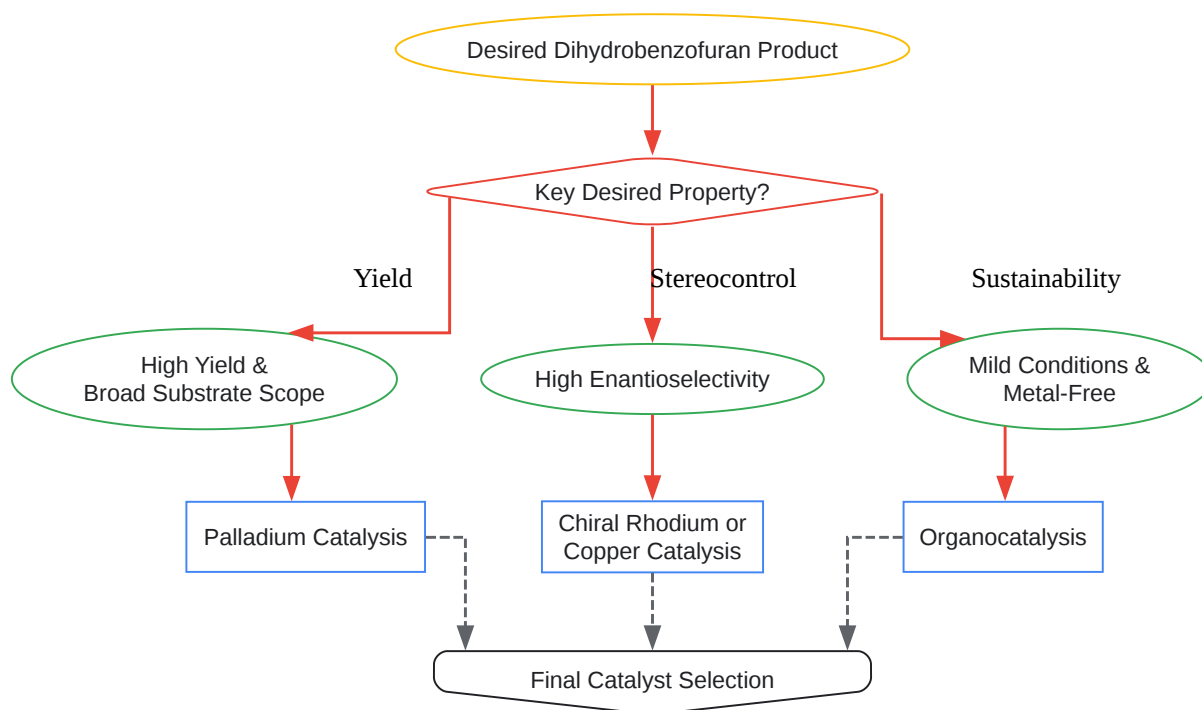 Desired Dihydrobenzofuran Product
Key Desired Property?
Yield
Stereocontrol
Sustainability
High Yield &
Broad Substrate Scope
High Enantioselectivity
Mild Conditions &
Metal-Free
Palladium Catalysis
Chiral Rhodium or
Copper Catalysis
Organocatalysis
Final Catalyst Selection